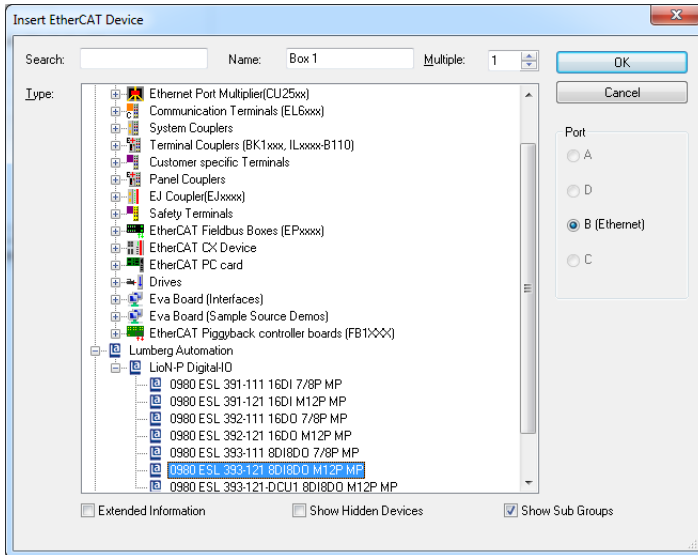 Insert EtherCAT Device
Search: Name: Box 1 Multiple: 1 OK
Type: Cancel
Ethernet Port Multiplier(CU25xx)
Communication Terminals (EL6xxx)
System Couplers
Terminal Couplers (BK1xxx, ILxxxx-B110)
Customer specific Terminals
Panel Couplers
EJ Coupler(EJxxxx)
Safety Terminals
EtherCAT Fieldbus Boxes (EPxxxx)
EtherCAT CX Device
EtherCAT PC card
Drives
Eva Board (Interfaces)
Eva Board (Sample Source Demos)
EtherCAT Piggyback controller boards (FB1XXX)
Lumberg Automation
LioN-P Digital-IO
0980 ESL 391-111 16DI 7/8P MP
0980 ESL 391-121 16DI M12P MP
0980 ESL 392-111 16DO 7/8P MP
0980 ESL 392-121 16DO M12P MP
0980 ESL 393-111 8DI8DO 7/8P MP
0980 ESL 393-121 8DI8DO M12P MP
0980 ESL 393-121-DCU1 8DI8DO M12P MP
Port
A
D
B (Ethernet)
C
Extended Information Show Hidden Devices Show Sub Groups